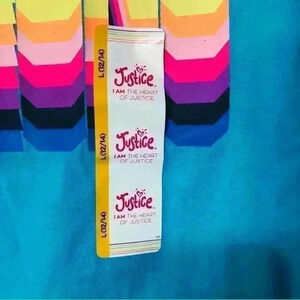 L (12/14)
Justice
I AM THE HEART
OF JUSTICE
L (12/14)
Justice
I AM THE HEART
OF JUSTICE
L (12/14)
Justice
I AM THE HEART
OF JUSTICE